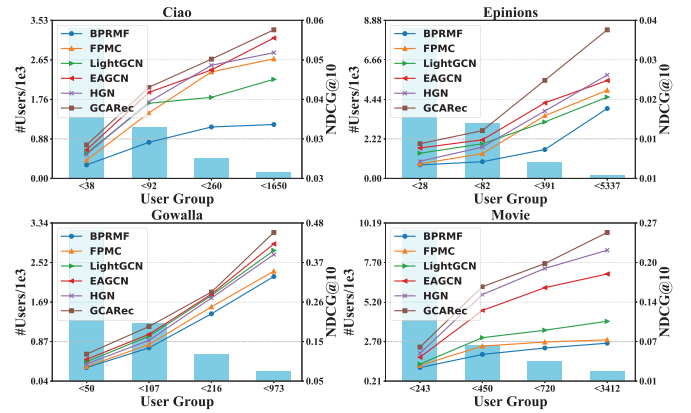 Ciao
3.53
2.65
1.76
0.88
0.00
#Users/1e3
BPRMF
FPMC
LightGCN
EAGCN
HGN
GCARec
0.06
0.05
0.04
0.03
0.03
NDCG@10
<38 <92 <260 <1650
User Group
Epinions
8.88
6.66
4.44
2.22
0.00
#Users/1e3
BPRMF
FPMC
LightGCN
EAGCN
HGN
GCARec
0.04
0.03
0.02
0.01
0.01
NDCG@10
<28 <82 <391 <5337
User Group
Gowalla
3.34
2.52
1.69
0.87
0.04
#Users/1e3
BPRMF
FPMC
LightGCN
EAGCN
HGN
GCARec
0.48
0.37
0.26
0.15
0.05
NDCG@10
<50 <107 <216 <973
User Group
Movie
10.19
7.70
5.20
2.70
0.21
#Users/1e3
BPRMF
FPMC
LightGCN
EAGCN
HGN
GCARec
0.27
0.20
0.14
0.07
0.01
NDCG@10
<243 <450 <720 <3412
User Group